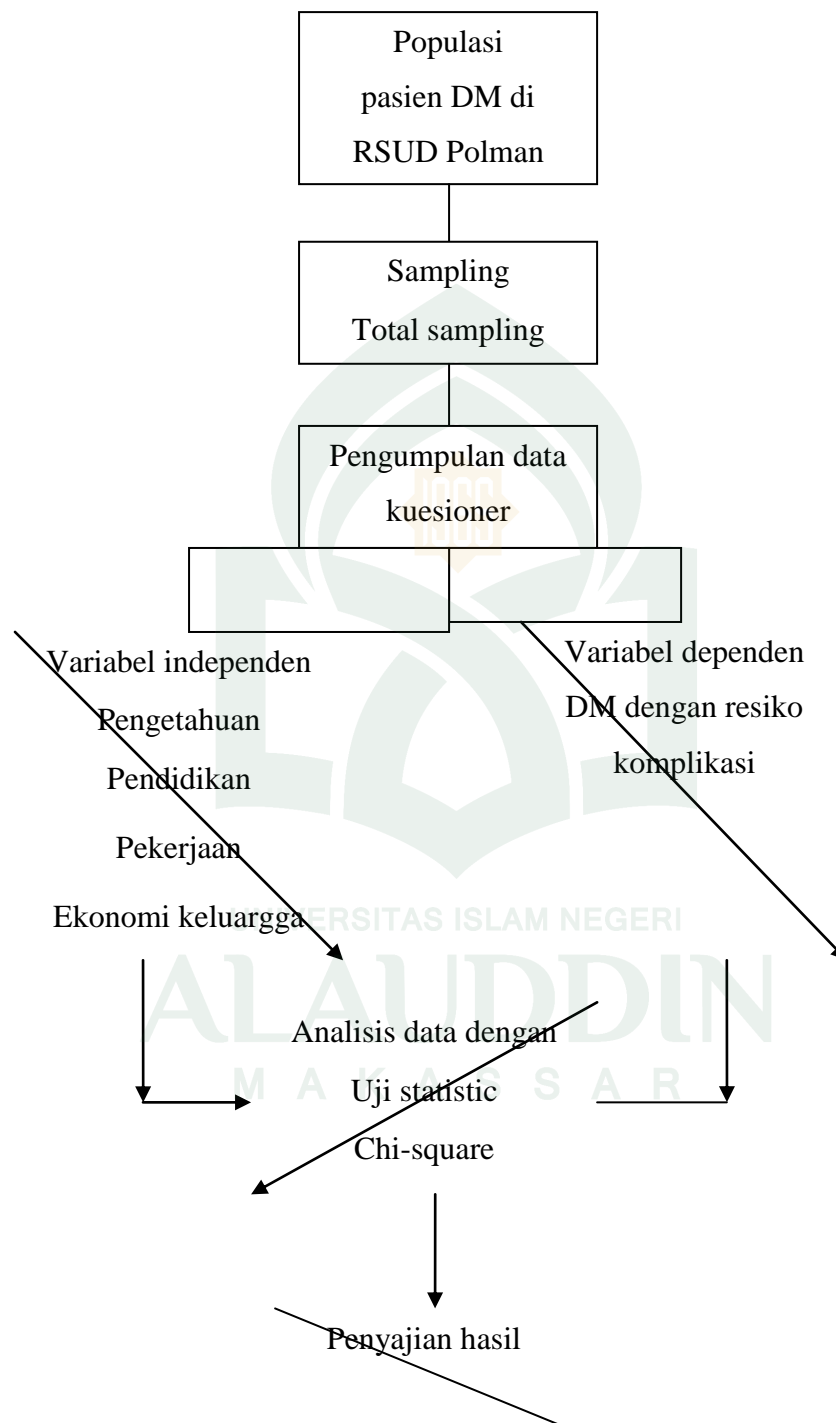 Populasi
pasien DM di
RSUD Polman
Sampling
Total sampling
Pengumpulan data
kuesioner
Variabel independen
Pengetahuan
Pendidikan
Pekerjaan
Ekonomi keluargga
Variabel dependen
DM dengan resiko
komplikasi
UNIVERSITAS ISLAM NEGERI
ALAUDDIN
MAKASSAR
Analisis data dengan
Uji statistic
Chi-square
Penyajian hasil